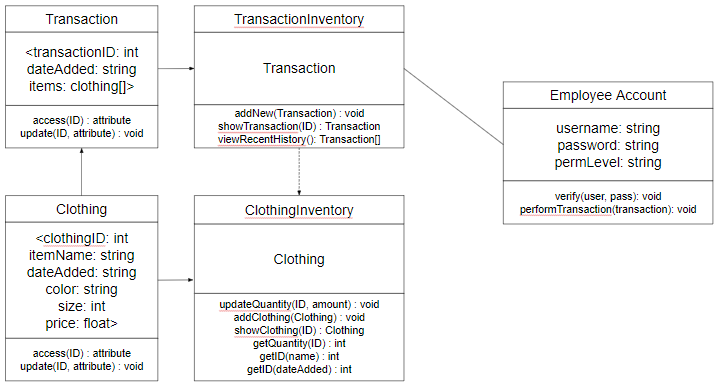 Transaction
<transactionID: int
dateAdded: string
items: clothing[]>
access(ID) : attribute
update(ID, attribute) : void
TransactionInventory
Transaction
addNew(Transaction) : void
showTransaction(ID) : Transaction
viewRecentHistory(): Transaction[]
Employee Account
username: string
password: string
permLevel: string
verify(user, pass): void
performTransaction(transaction): void
Clothing
<clothingID: int
itemName: string
dateAdded: string
color: string
size: int
price: float>
access(ID) : attribute
update(ID, attribute) : void
ClothingInventory
Clothing
updateQuantity(ID, amount) : void
addClothing(Clothing) : void
showClothing(ID) : Clothing
getQuantity(ID) : int
getID(name) : int
getID(dateAdded) : int